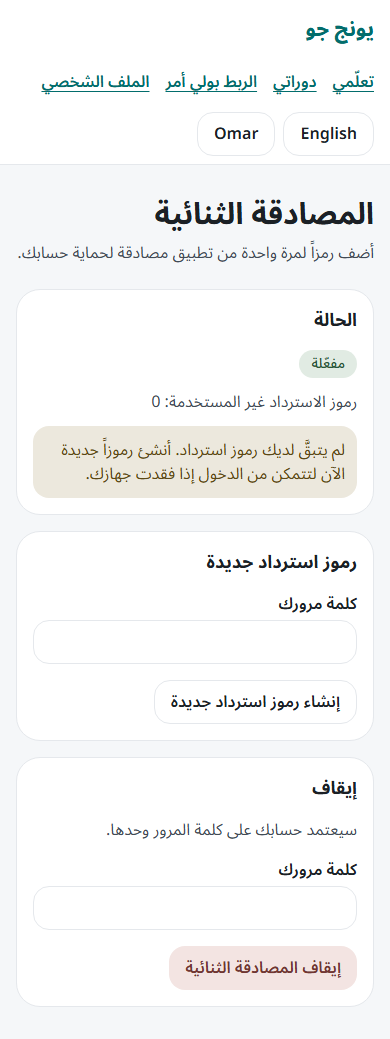 يونج جو
تعلّمي
دوراتي
الربط بولي أمر
الملف الشخصي
English
Omar
المصادقة الثنائية
أضف رمزاً لمرة واحدة من تطبيق مصادقة لحماية حسابك.
الحالة
مفعّلة
رموز الاسترداد غير المستخدمة: 0
لم يتبقَّ لديك رموز استرداد. أنشئ رموزاً جديدة
الآن لتتمكن من الدخول إذا فقدت جهازك.
رموز استرداد جديدة
كلمة مرورك
إنشاء رموز استرداد جديدة
إيقاف
سيعتمد حسابك على كلمة المرور وحدها.
كلمة مرورك
إيقاف المصادقة الثنائية